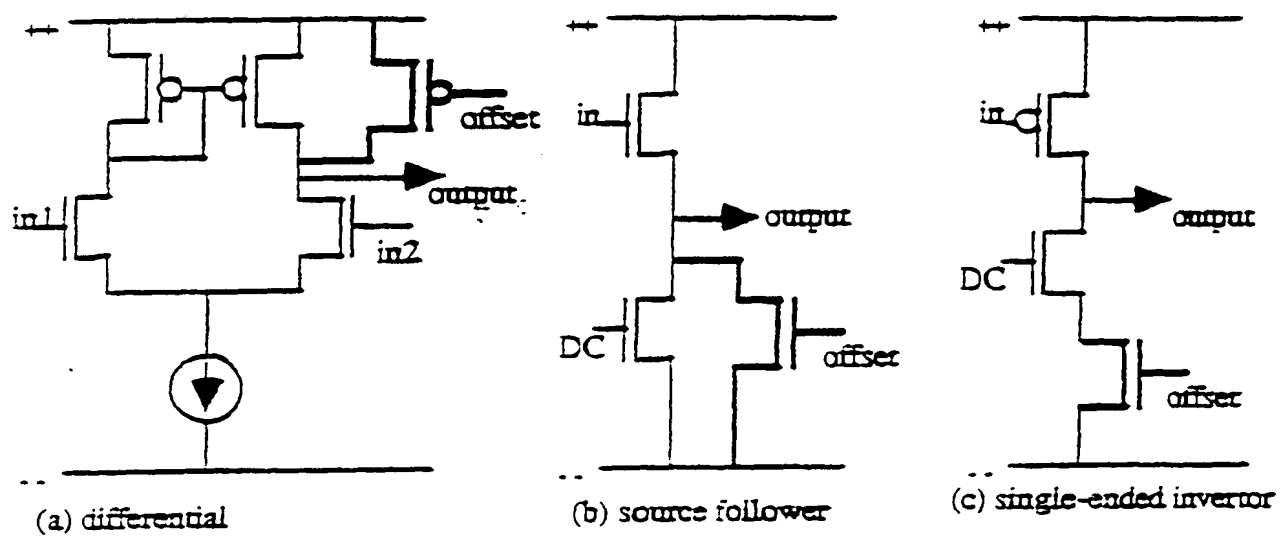 ++
offset
output
in1
in2
--
(a) differential
++
in
output
DC
offset
--
(b) source follower
++
in
output
DC
offset
--
(c) single-ended invertor